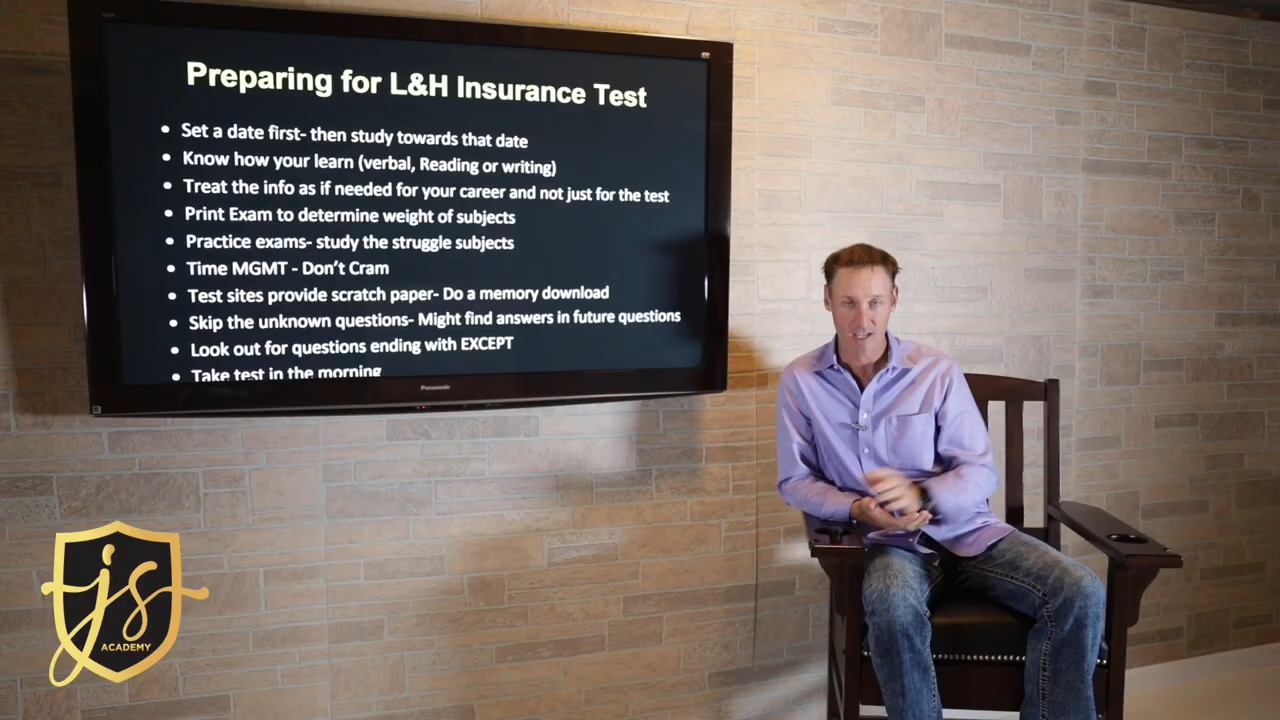 Preparing for L&H Insurance Test
• Set a date first- then study towards that date
• Know how your learn (verbal, Reading or writing)
• Treat the info as if needed for your career and not just for the test
• Print Exam to determine weight of subjects
• Practice exams- study the struggle subjects
• Time MGMT - Don't Cram
• Test sites provide scratch paper- Do a memory download
• Skip the unknown questions- Might find answers in future questions
• Look out for questions ending with EXCEPT
• Take test in the morning
Panasonic
js
ACADEMY